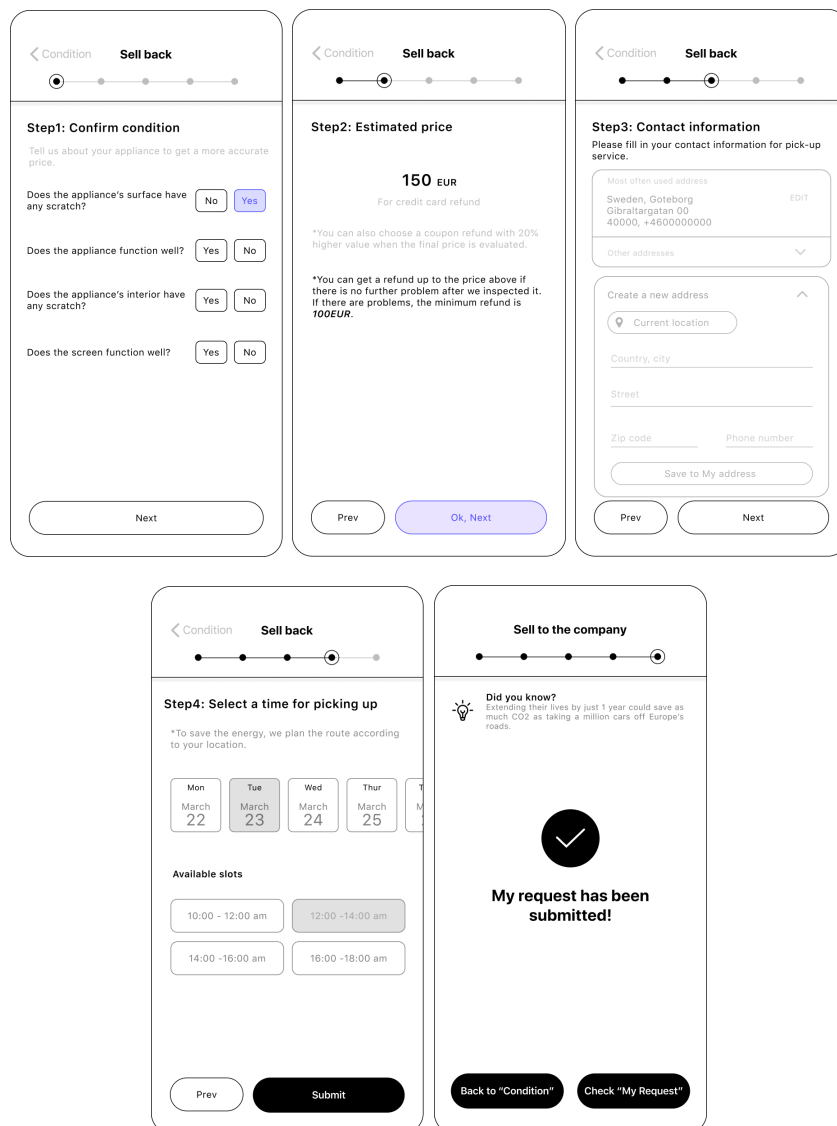 Condition
Sell back
Step1: Confirm condition
Tell us about your appliance to get a more accurate
price.
Does the appliance's surface have
any scratch?
No
Yes
Does the appliance function well?
Yes
No
Does the appliance's interior have
any scratch?
Yes
No
Does the screen function well?
Yes
No
Next
Condition
Sell back
Step2: Estimated price
150 EUR
For credit card refund
*You can also choose a coupon refund with 20%
higher value when the final price is evaluated.
*You can get a refund up to the price above if
there is no further problem after we inspected it.
If there are problems, the minimum refund is
100EUR.
Prev
Ok, Next
Condition
Sell back
Step3: Contact information
Please fill in your contact information for pick-up
service.
Most often used address
Sweden, Goteborg
EDIT
Gibraltargatan 00
40000, +4600000000
Other addresses
Create a new address
Current location
Country, city
Street
Zip code
Phone number
Save to My address
Prev
Next
Condition
Sell back
Step4: Select a time for picking up
*To save the energy, we plan the route according
to your location.
Mon
March
22
Tue
March
23
Wed
March
24
Thur
March
25
Available slots
10:00 - 12:00 am
12:00 -14:00 am
14:00 -16:00 am
16:00 -18:00 am
Prev
Submit
Sell to the company
Did you know?
Extending their lives by just 1 year could save as
much CO2 as taking a million cars off Europe's
roads.
My request has been
submitted!
Back to "Condition"
Check "My Request"